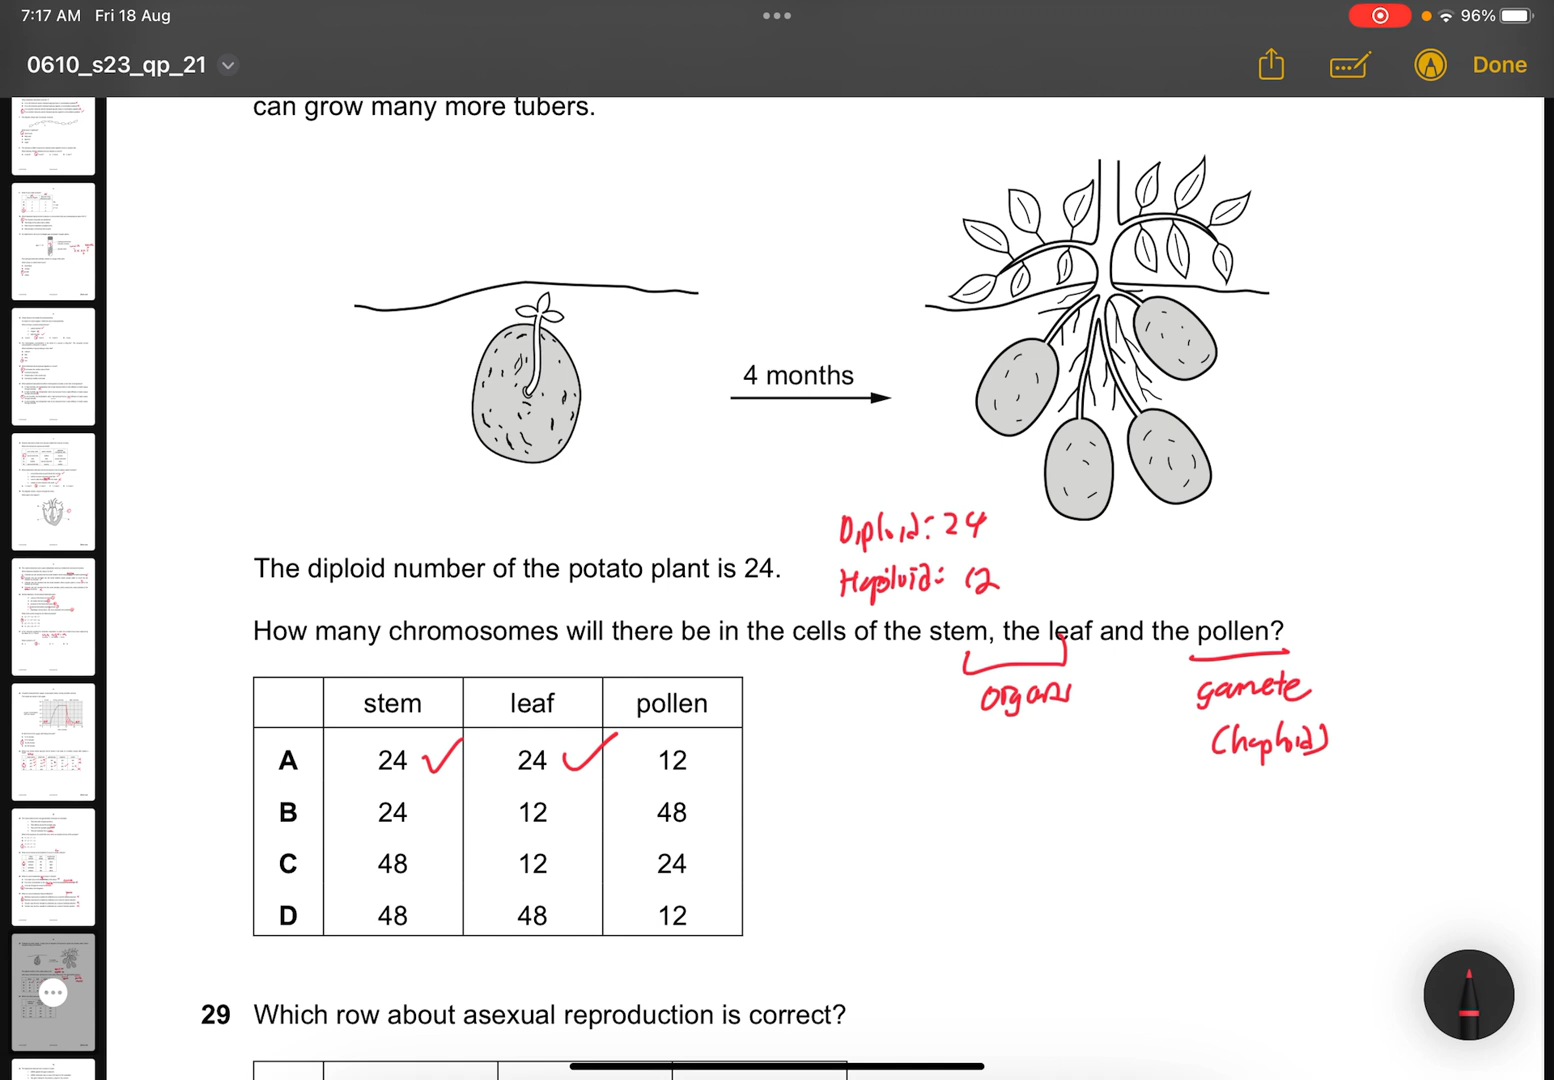 7:17 AM Fri 18 Aug
96%
0610_s23_qp_21
Done
can grow many more tubers.
4 months
Diploid: 24
The diploid number of the potato plant is 24.
Haploid: 12
How many chromosomes will there be in the cells of the stem, the leaf and the pollen?
organs
gamete
(haploid)
stem leaf pollen
A 24 24 12
B 24 12 48
C 48 12 24
D 48 48 12
29 Which row about asexual reproduction is correct?